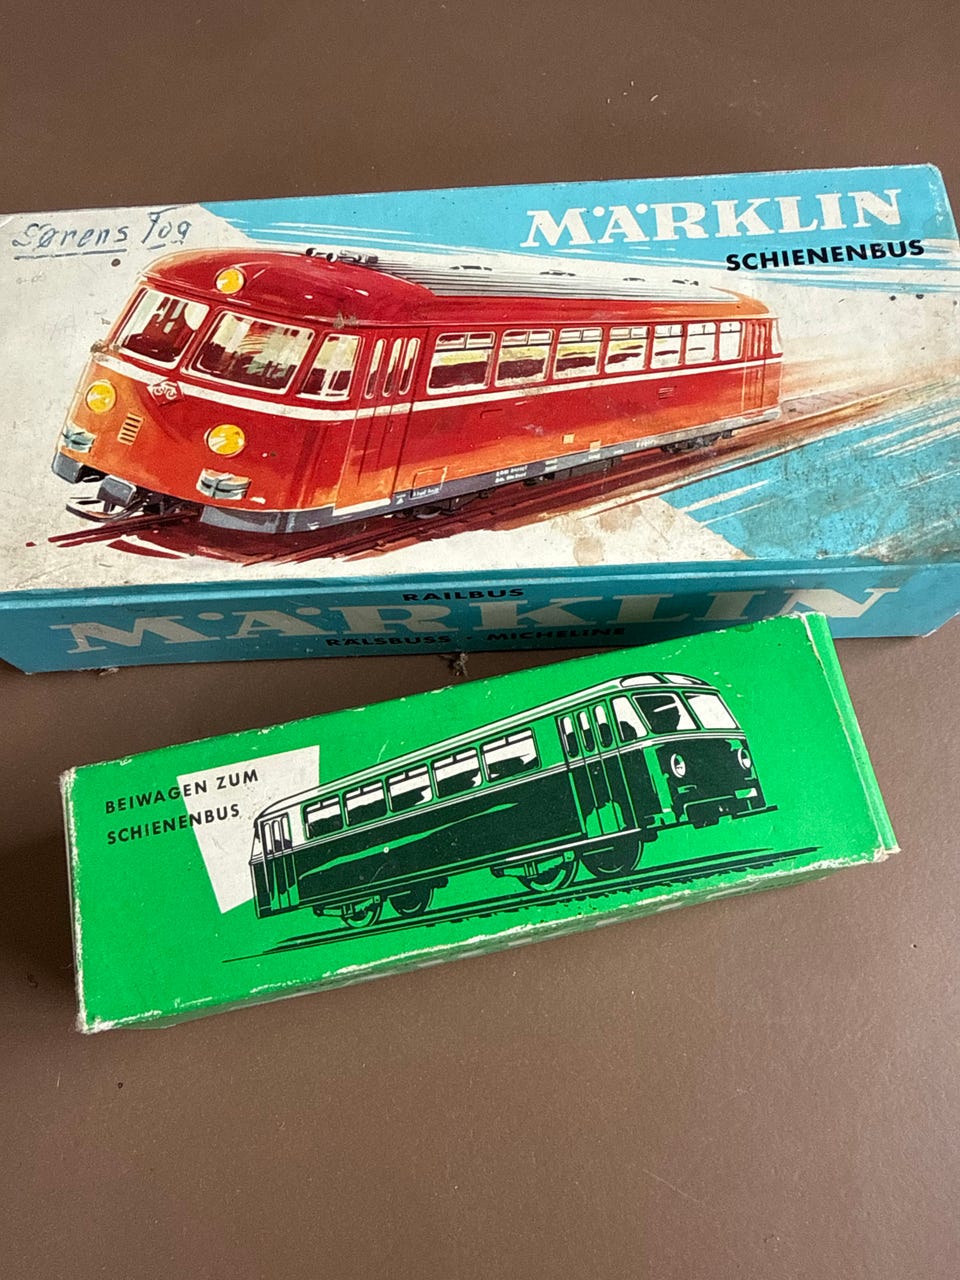 Sørens Tog
MÄRKLIN
SCHIENENBUS
RAILBUS
MÄRKLIN
RÄLSBUSS · MICHELINE
BEIWAGEN ZUM
SCHIENENBUS